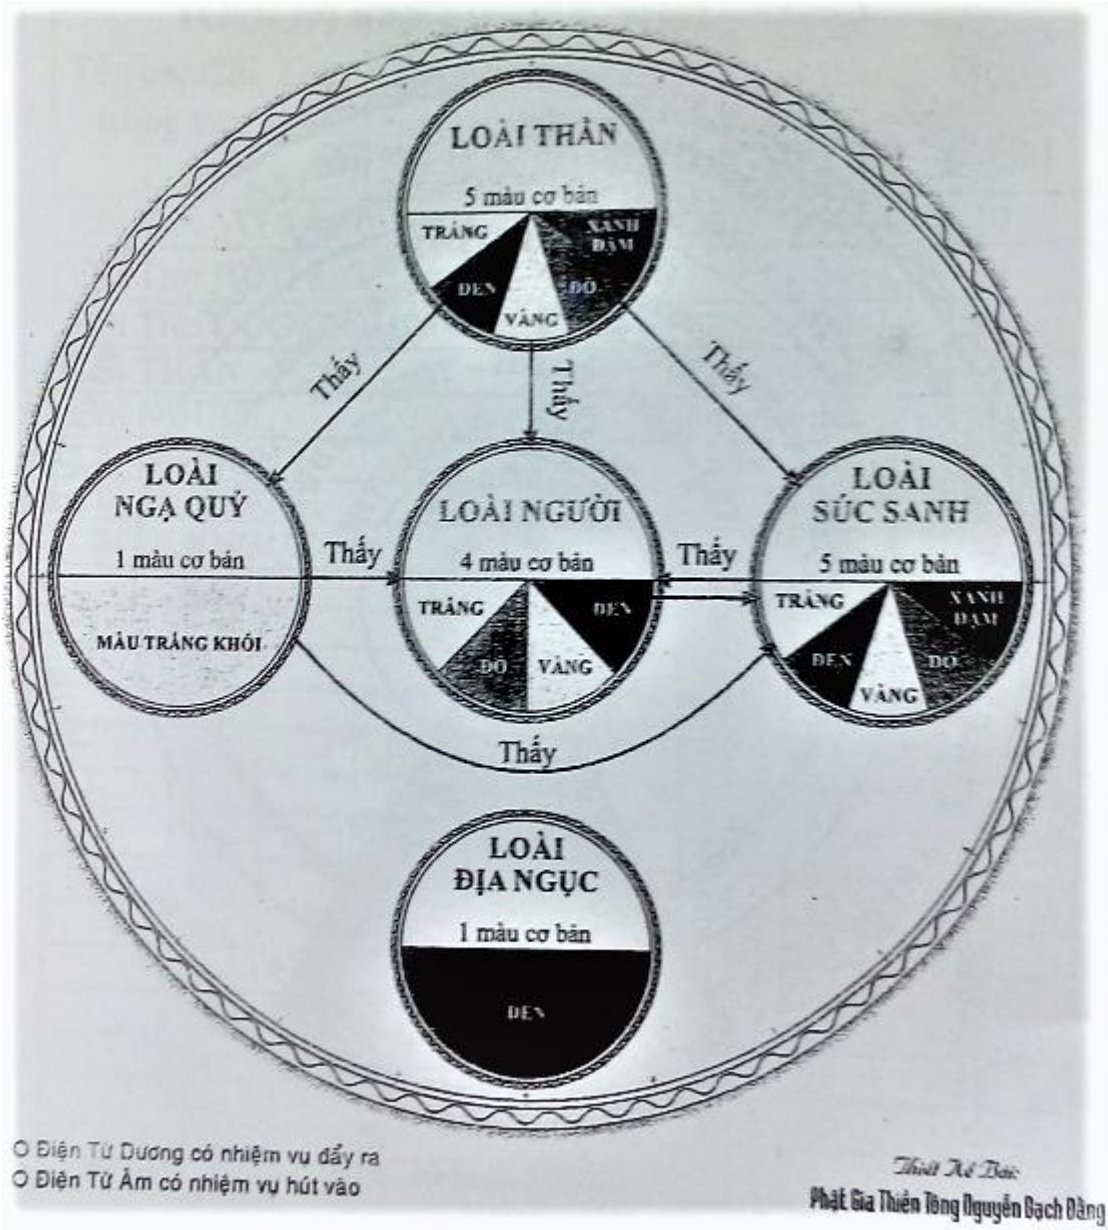 LOÀI THẦN
5 màu cơ bản
TRẮNG
XANH
ĐẬM
ĐEN
ĐỎ
VÀNG
Thấy
Thấy
Thấy
LOÀI
NGẠ QUỶ
1 màu cơ bản
MÀU TRẮNG KHÓI
Thấy
LOÀI NGƯỜI
4 màu cơ bản
TRẮNG
ĐEN
ĐỎ
VÀNG
Thấy
LOÀI
SÚC SANH
5 màu cơ bản
TRẮNG
XANH
ĐẬM
ĐEN
ĐỎ
VÀNG
Thấy
LOÀI
ĐỊA NGỤC
1 màu cơ bản
ĐEN
O Điện Từ Dương có nhiệm vụ đẩy ra
O Điện Từ Âm có nhiệm vụ hút vào
Thiết Kế Bởi:
Phật Gia Thiền Tông Nguyễn Bạch Đằng